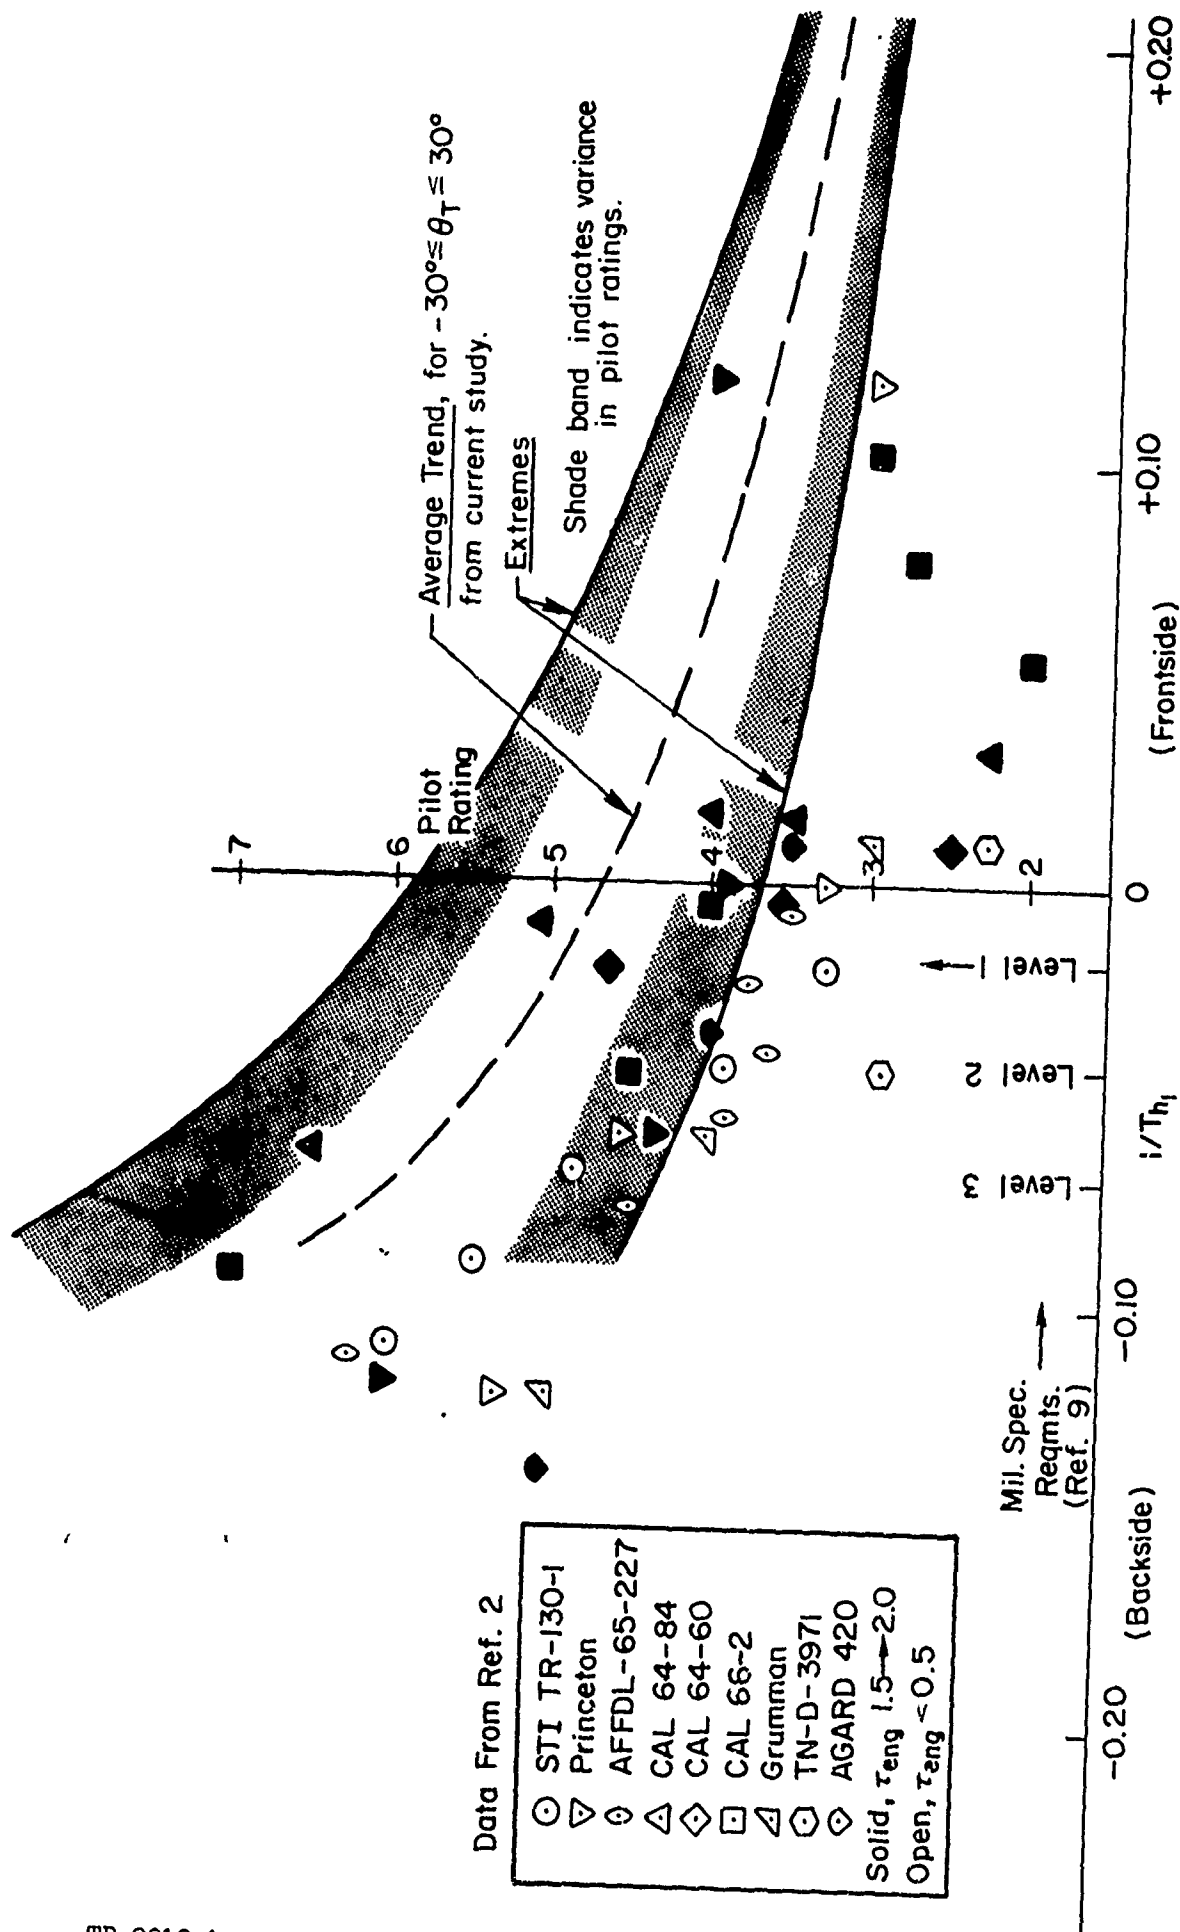 7
6
5
4
3
2
Pilot
Rating
Average Trend, for -30° ≤ θT ≤ 30°
from current study.
Extremes
Shade band indicates variance
in pilot ratings.
Data From Ref. 2
STI TR-130-1
Princeton
AFFDL-65-227
CAL 64-84
CAL 64-60
CAL 66-2
Grumman
TN-D-3971
AGARD 420
Solid, τeng 1.5→2.0
Open, τeng <0.5
Mil. Spec.
Reqmts.
(Ref. 9)
Level 3
Level 2
Level 1
-0.20
-0.10
0
+0.10
+0.20
(Backside)
1/Th1
(Frontside)